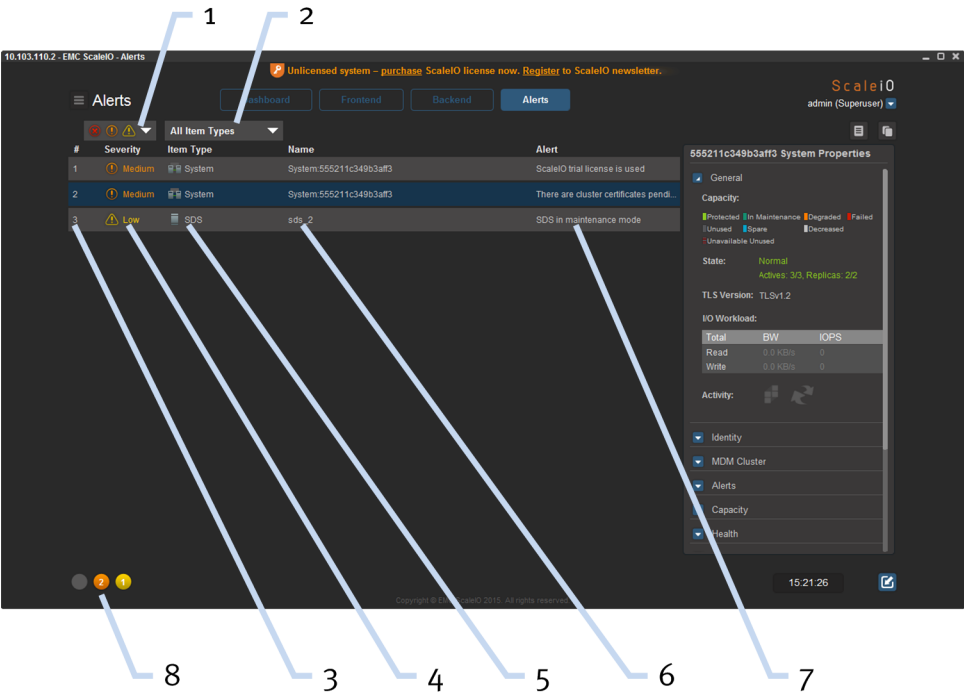 1 2
10.103.110.2 - EMC ScaleIO - Alerts
Unlicensed system – purchase ScaleIO license now. Register to ScaleIO newsletter.
ScaleiO
Alerts
Dashboard Frontend Backend Alerts
admin (Superuser)
All Item Types
# Severity Item Type Name Alert
1 Medium System System:555211c349b3aff3 ScaleIO trial license is used
2 Medium System System:555211c349b3aff3 There are cluster certificates pendi...
3 Low SDS sds_2 SDS in maintenance mode
555211c349b3aff3 System Properties
General
Capacity:
Protected In Maintenance Degraded Failed
Unused Spare Decreased
Unavailable Unused
State: Normal
Actives: 3/3, Replicas: 2/2
TLS Version: TLSv1.2
I/O Workload:
Total BW IOPS
Read 0.0 KB/s 0
Write 0.0 KB/s 0
Activity:
Identity
MDM Cluster
Alerts
Capacity
Health
2 1
15:21:26
Copyright © EMC ScaleIO 2015. All rights reserved.
8 3 4 5 6 7